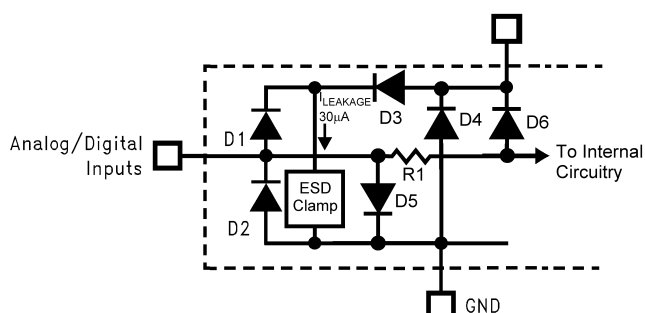 I LEAKAGE
30µA
D1
D3
D4
D6
Analog/Digital
Inputs
R1
To Internal
Circuitry
ESD
Clamp
D5
D2
GND